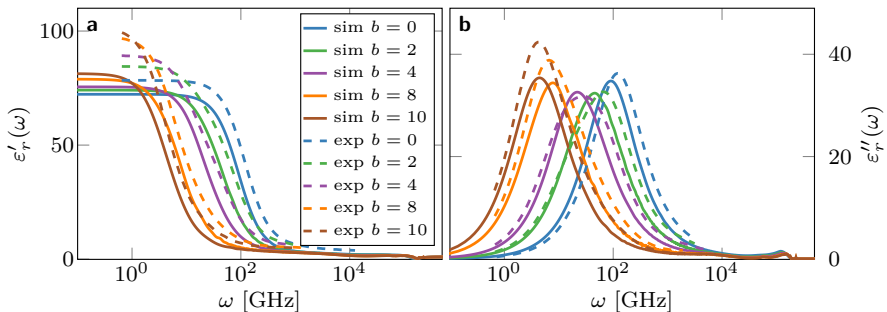 a
100
50
0
ε′r(ω)
10^0
10^2
10^4
ω [GHz]
sim b = 0
sim b = 2
sim b = 4
sim b = 8
sim b = 10
exp b = 0
exp b = 2
exp b = 4
exp b = 8
exp b = 10
b
40
20
0
ε″r(ω)
10^0
10^2
10^4
ω [GHz]